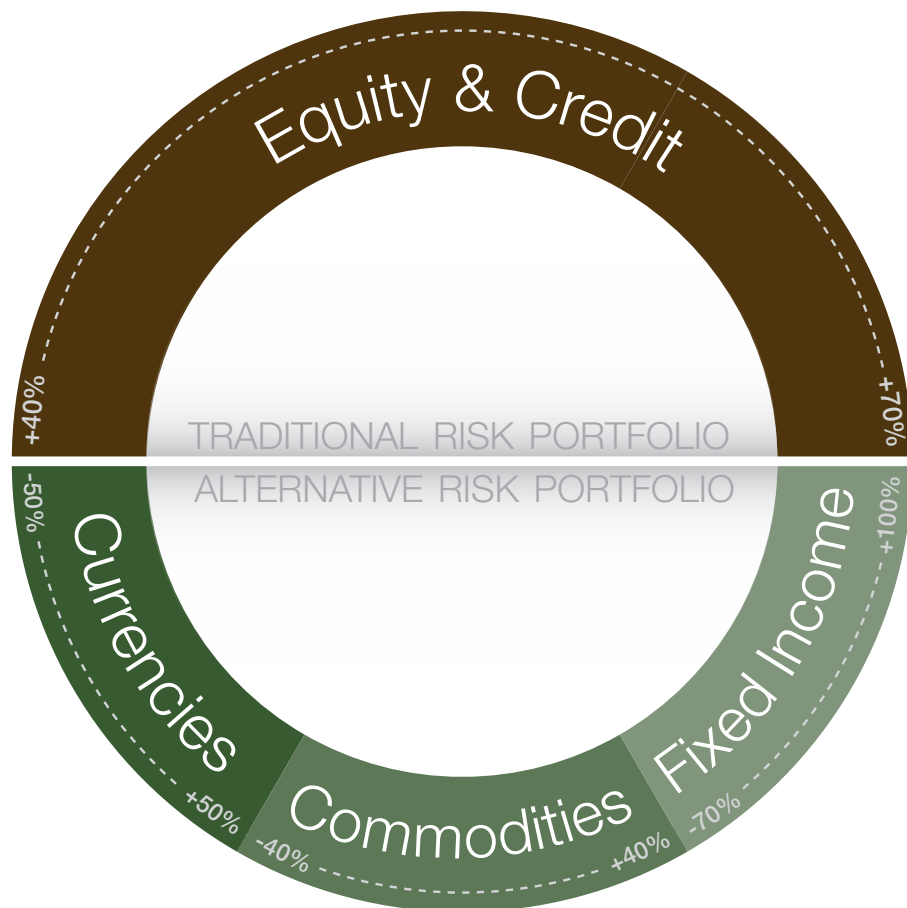 Equity & Credit
+40%
+70%
TRADITIONAL RISK PORTFOLIO
ALTERNATIVE RISK PORTFOLIO
-50%
Currencies
+50%
-40%
Commodities
+40%
-70%
Fixed Income
+100%